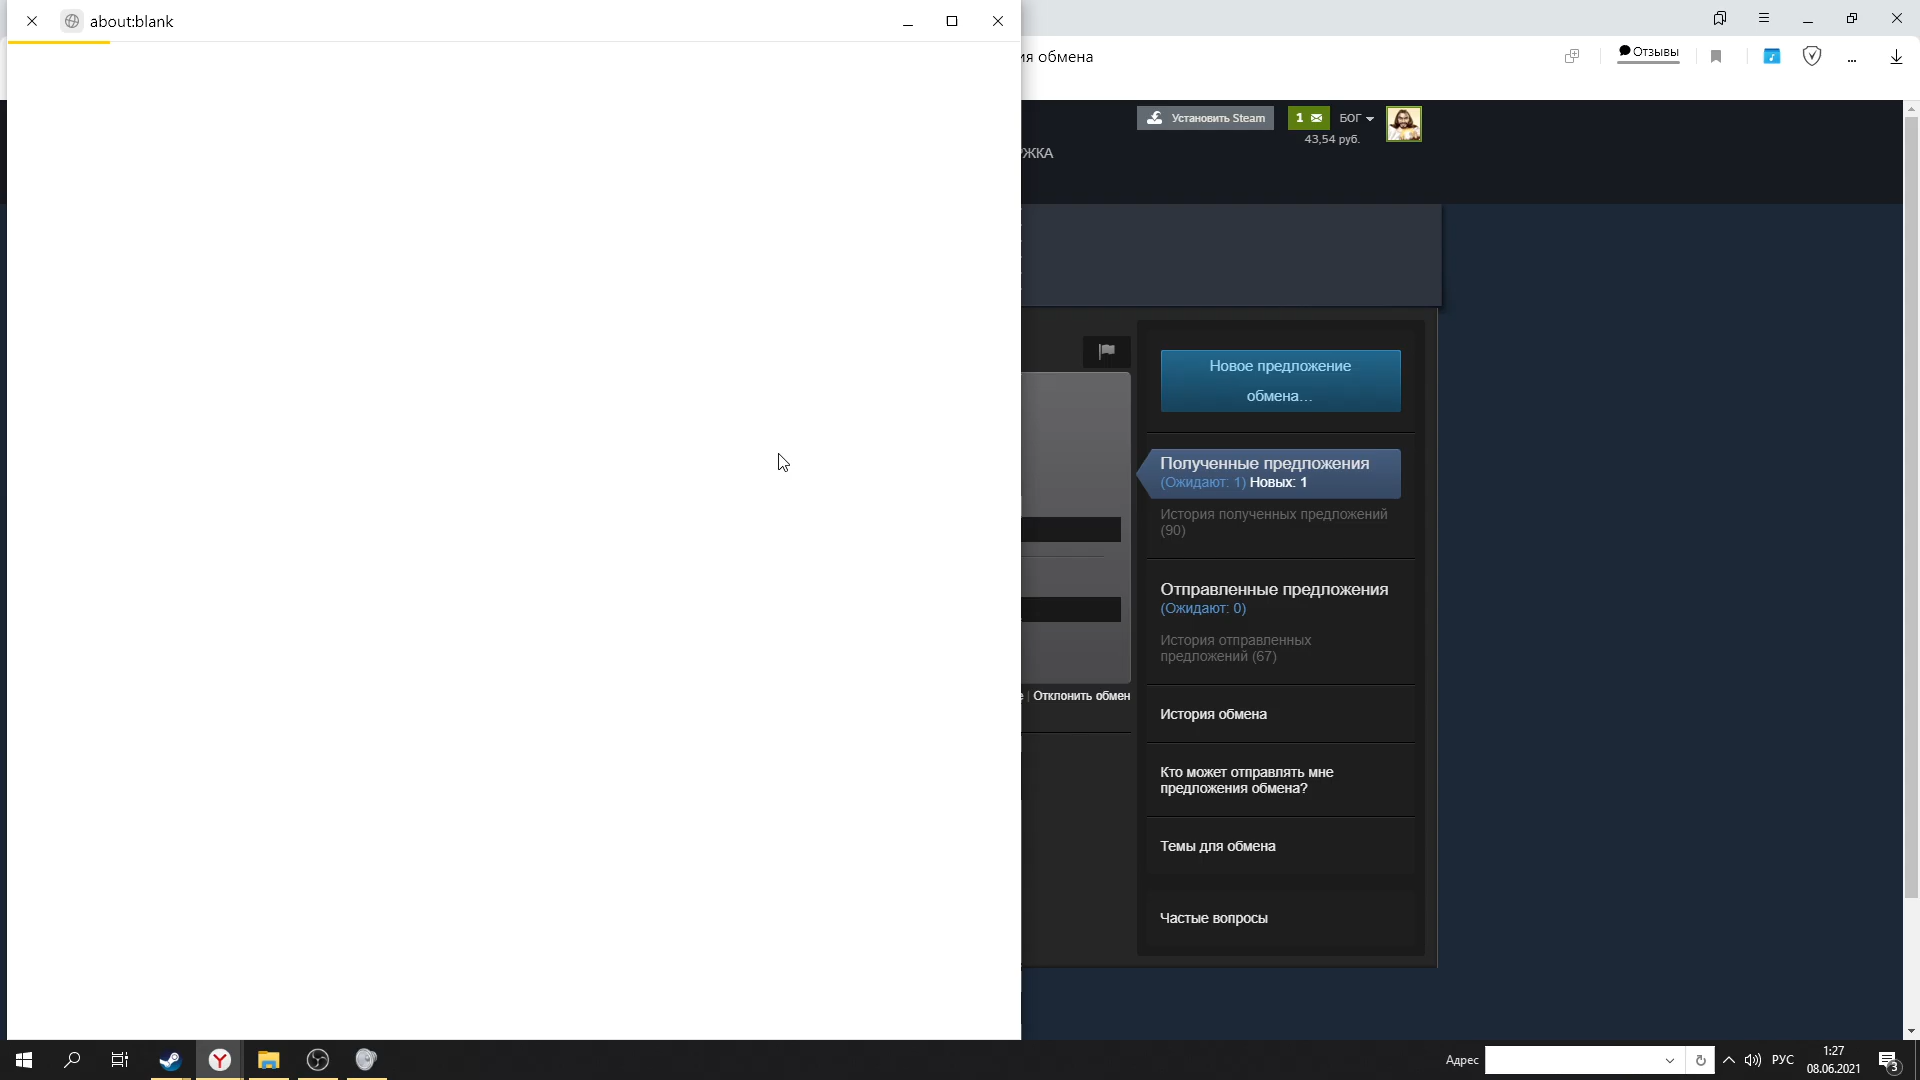 about:blank
ия обмена
Отзывы
Установить Steam
1
БОГ
43,54 руб.
РЖКА
Новое предложение
обмена…
Полученные предложения
(Ожидают: 1) Новых: 1
История полученных предложений
(90)
Отправленные предложения
(Ожидают: 0)
История отправленных
предложений (67)
е | Отклонить обмен
История обмена
Кто может отправлять мне
предложения обмена?
Темы для обмена
Частые вопросы
Адрес
РУС
1:27
08.06.2021
3